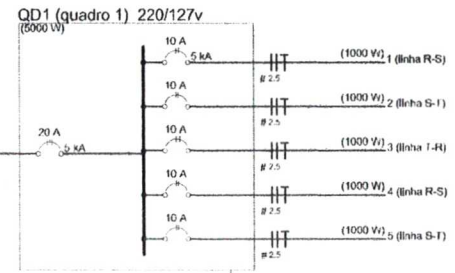 QD1 (quadro 1) 220/127v
(5000 W)
10 A
5 kA
(1000 W) 1 (linha R-S)
# 2.5
10 A
(1000 W) 2 (linha S-T)
# 2.5
20 A
5 kA
10 A
(1000 W) 3 (linha T-R)
# 2.5
10 A
(1000 W) 4 (linha R-S)
# 2.5
10 A
(1000 W) 5 (linha S-T)
# 2.5